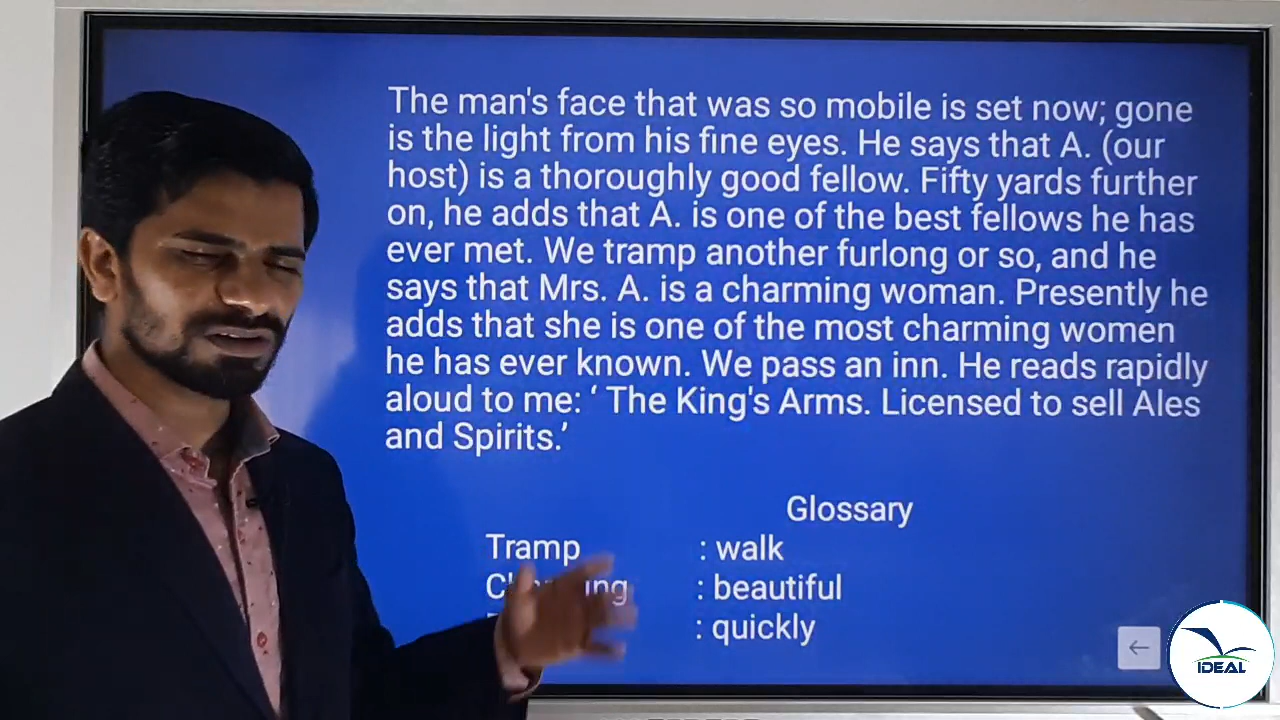 The man's face that was so mobile is set now; gone
is the light from his fine eyes. He says that A. (our
host) is a thoroughly good fellow. Fifty yards further
on, he adds that A. is one of the best fellows he has
ever met. We tramp another furlong or so, and he
says that Mrs. A. is a charming woman. Presently he
adds that she is one of the most charming women
he has ever known. We pass an inn. He reads rapidly
aloud to me: ‘ The King's Arms. Licensed to sell Ales
and Spirits.’
Glossary
Tramp : walk
: beautiful
: quickly
IDEAL